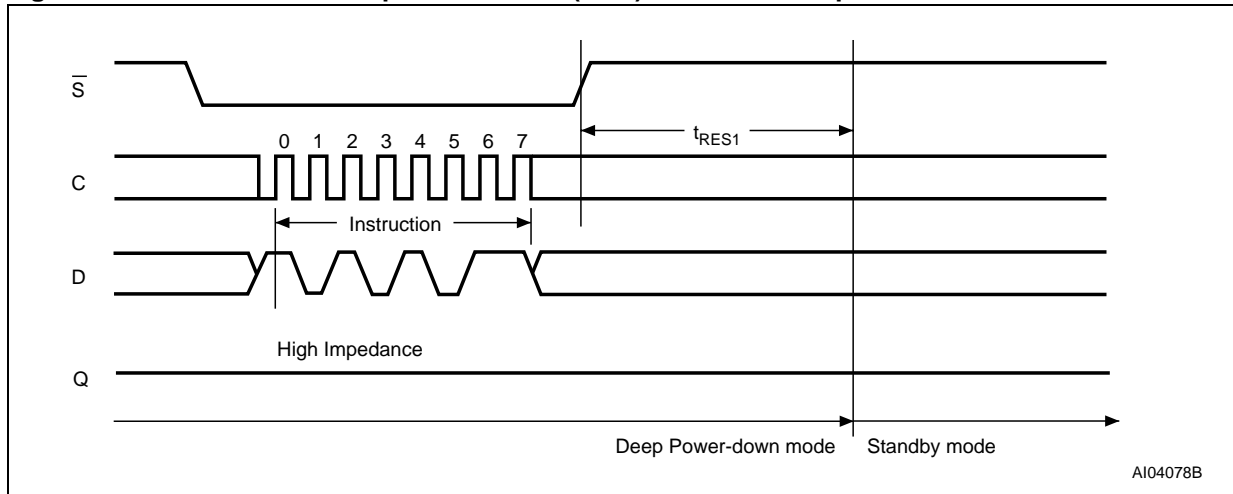 S
0 1 2 3 4 5 6 7
tRES1
C
Instruction
D
High Impedance
Q
Deep Power-down mode Standby mode
AI04078B